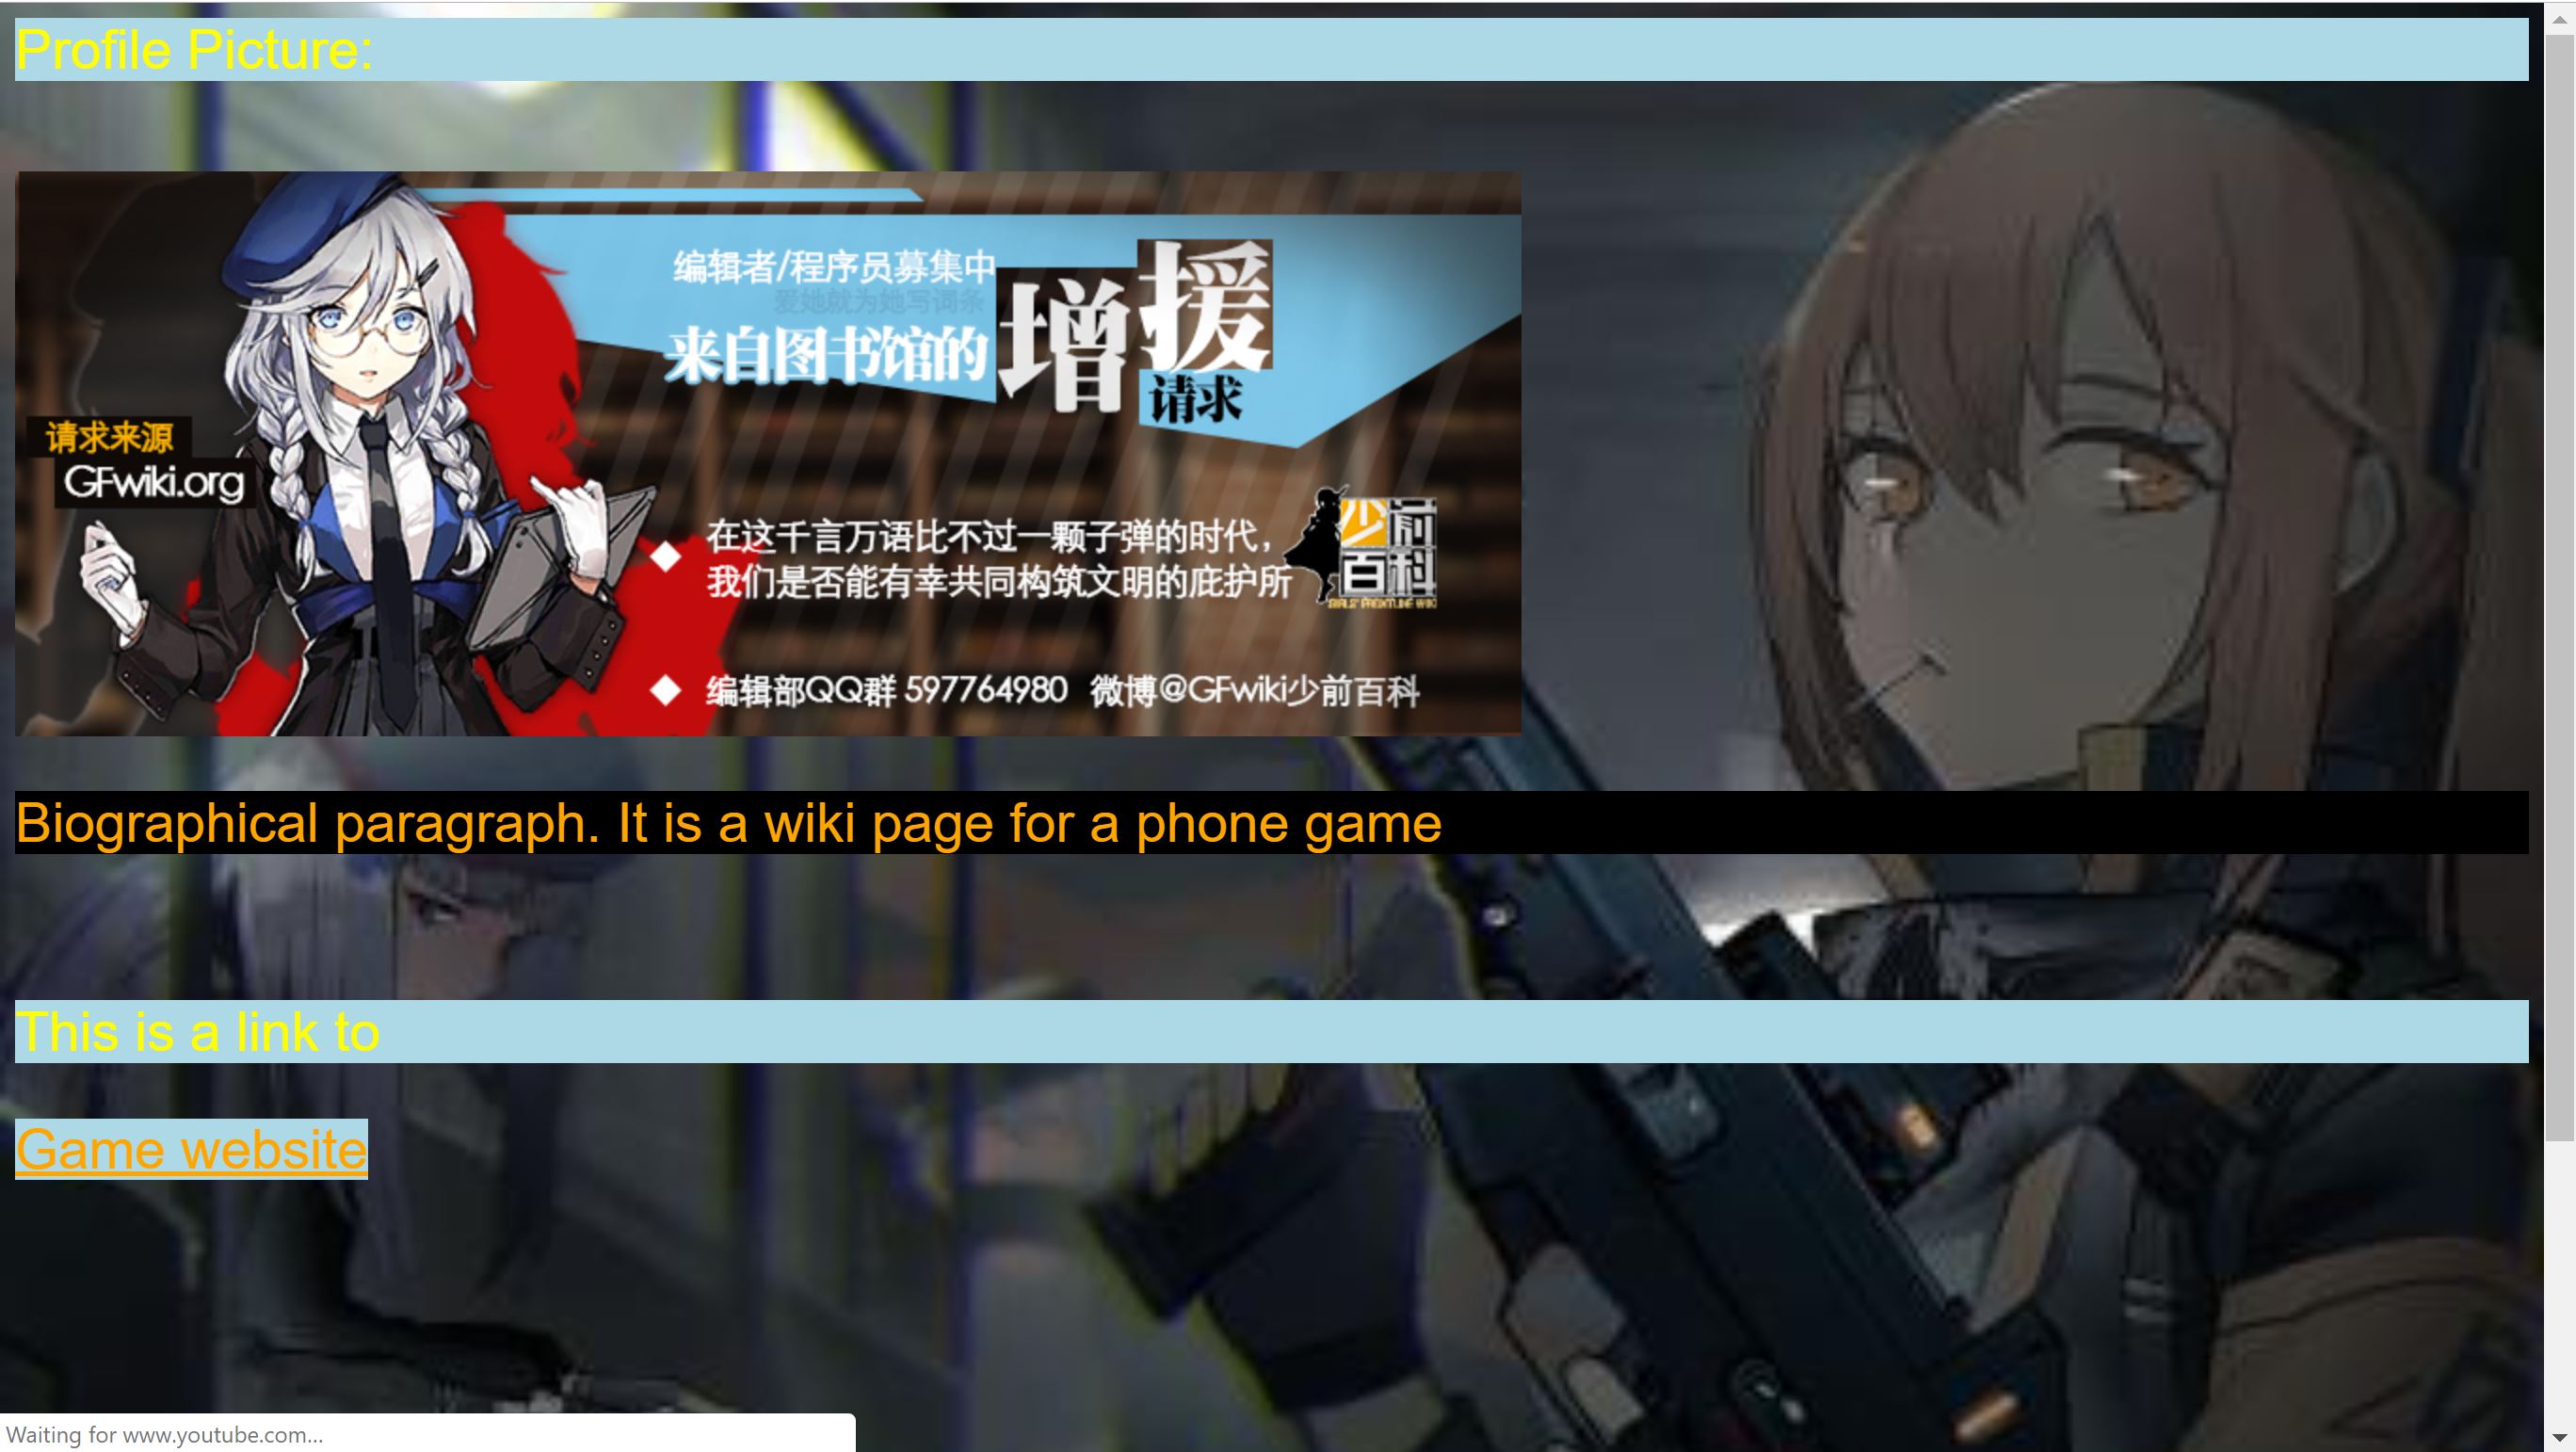 Profile Picture:
编辑者/程序员募集中
爱她就为她写词条
来自图书馆的
增援
请求
请求来源
GFwiki.org
在这千言万语比不过一颗子弹的时代，
我们是否能有幸共同构筑文明的庇护所
少前
百科
GIRLS' FRONTLINE WIKI
编辑部QQ群 597764980 微博@GFwiki少前百科
Biographical paragraph. It is a wiki page for a phone game
This is a link to
Game website
Waiting for www.youtube.com...